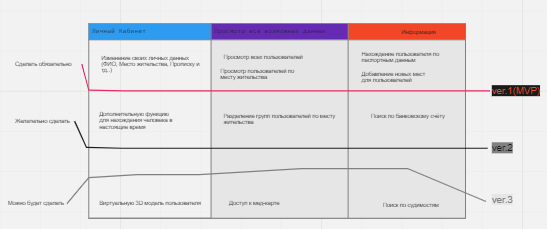 Личный Кабинет
Просмотр всех возможных данных
Информация
Сделать обязательно
Изменение своих личных данных
(ФИО, Место жительства, Прописку и
тд..)
Просмотр всех пользователей
Просмотр пользователей по
месту жительства
Нахождение пользователя по
паспортным данным
Добавление новых мест
для пользователей
ver.1(MVP)
Желательно сделать
Дополнительную функцию
для нахождения человека в
настоящие время
Разделение групп пользователей по месту
жительства
Поиск по банковскому счёту
ver.2
Можно будет сделать
Виртуальную 3D модель пользователя
Доступ к мед-карте
Поиск по судимостям
ver.3